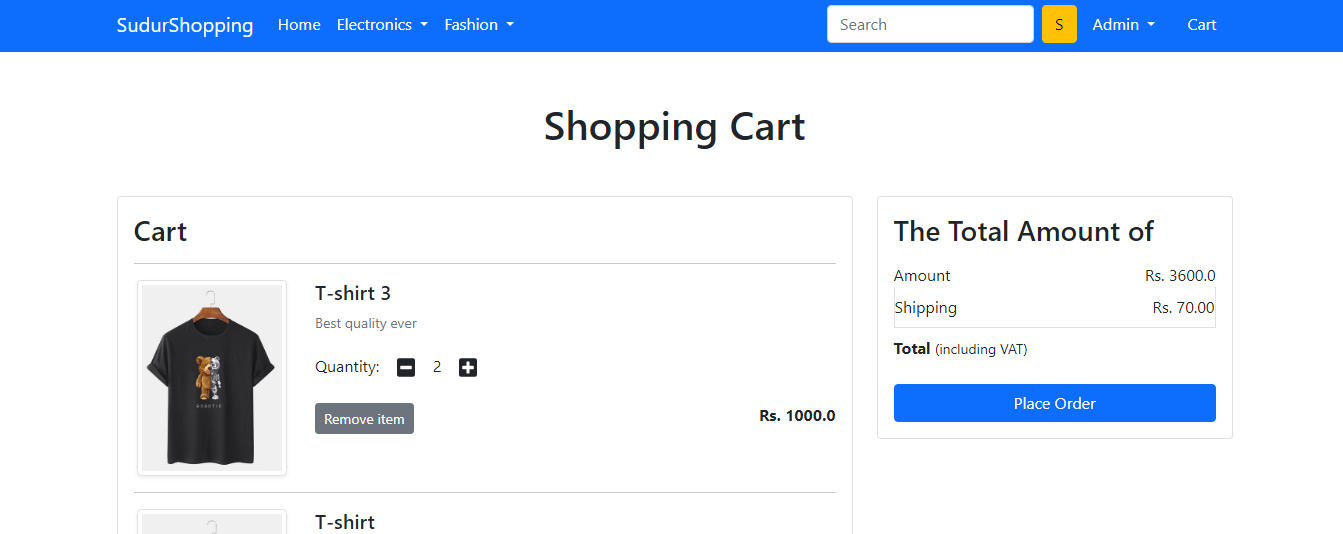 SudurShopping Home Electronics Fashion Search S Admin Cart
Shopping Cart
Cart
T-shirt 3
Best quality ever
Quantity: 2
Remove item Rs. 1000.0
T-shirt
The Total Amount of
Amount Rs. 3600.0
Shipping Rs. 70.00
Total (including VAT)
Place Order